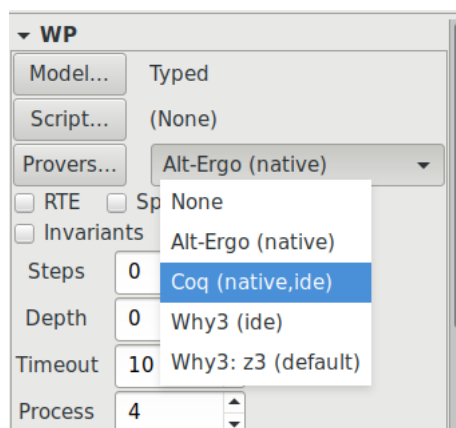 WP
Model... Typed
Script... (None)
Provers... Alt-Ergo (native)
RTE Sp
None
Invariants
Alt-Ergo (native)
Steps 0
Coq (native,ide)
Depth 0
Why3 (ide)
Timeout 10
Why3: z3 (default)
Process 4